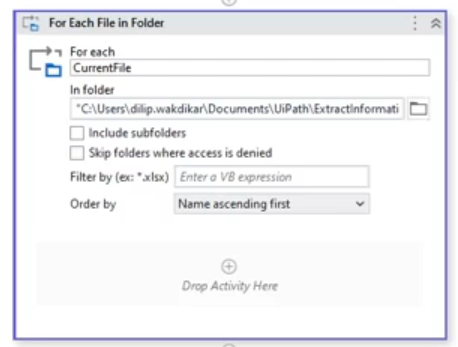 For Each File in Folder
For each
CurrentFile
In folder
"C:\Users\dilip.wakdikar\Documents\UiPath\ExtractInformati
Include subfolders
Skip folders where access is denied
Filter by (ex: *.xlsx) Enter a VB expression
Order by Name ascending first
Drop Activity Here